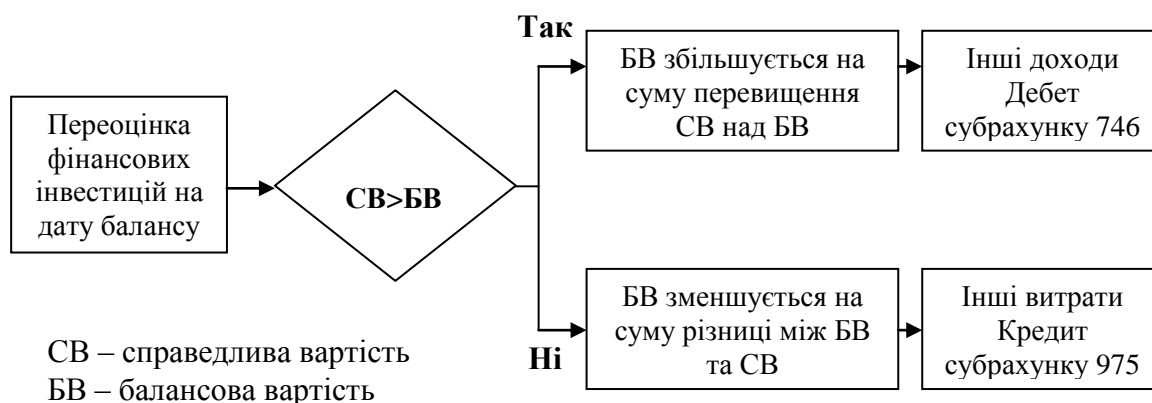 Переоцінка
фінансових
інвестицій на
дату балансу
СВ>БВ
Так
БВ збільшується на
суму перевищення
СВ над БВ
Інші доходи
Дебет
субрахунку 746
Ні
БВ зменшується на
суму різниці між БВ
та СВ
Інші витрати
Кредит
субрахунку 975
СВ – справедлива вартість
БВ – балансова вартість